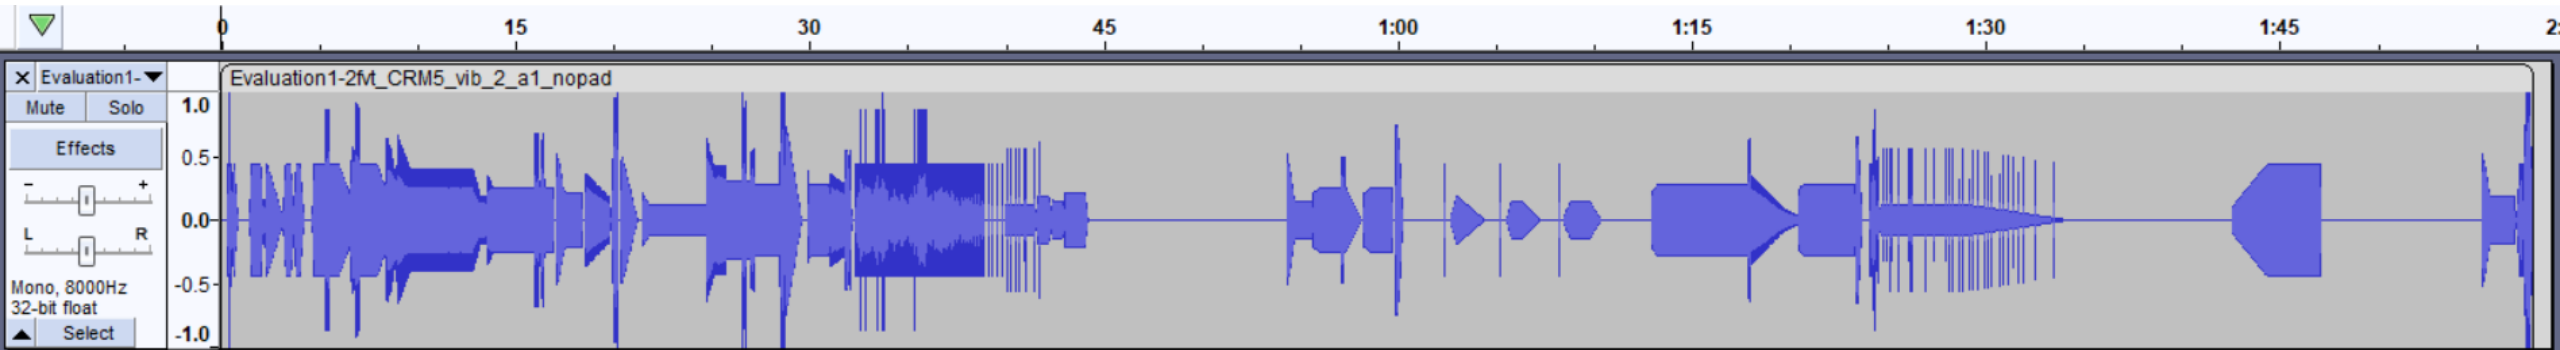 0 15 30 45 1:00 1:15 1:30 1:45
× Evaluation1-
Evaluation1-2fvt_CRM5_vib_2_a1_nopad
Mute Solo
1.0
Effects
0.5
- +
0.0
L R
-0.5
Mono, 8000Hz
32-bit float
Select
-1.0